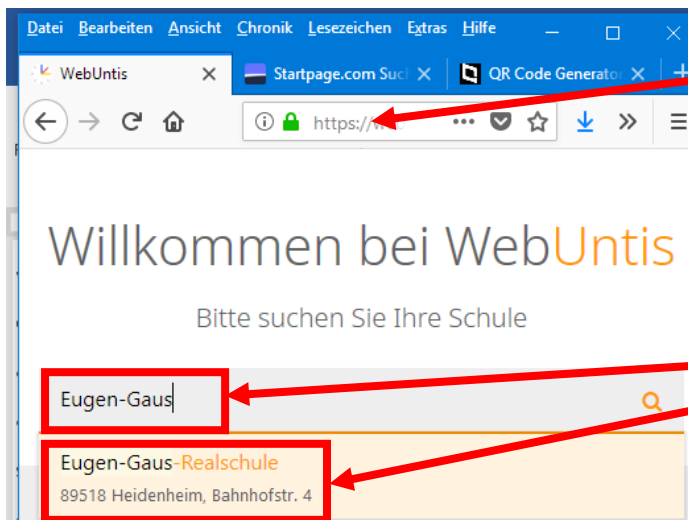 Datei Bearbeiten Ansicht Chronik Lesezeichen Extras Hilfe
WebUntis Startpage.com Suc QR Code Generator
https://w
Willkommen bei WebUntis
Bitte suchen Sie Ihre Schule
Eugen-Gaus
Eugen-Gaus-Realschule
89518 Heidenheim, Bahnhofstr. 4